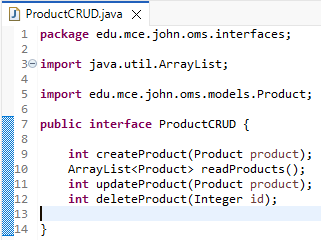 ProductCRUD.java
1 package edu.mce.john.oms.interfaces;
2
3 import java.util.ArrayList;
4
5 import edu.mce.john.oms.models.Product;
6
7 public interface ProductCRUD {
8
9 int createProduct(Product product);
10 ArrayList<Product> readProducts();
11 int updateProduct(Product product);
12 int deleteProduct(Integer id);
13
14 }